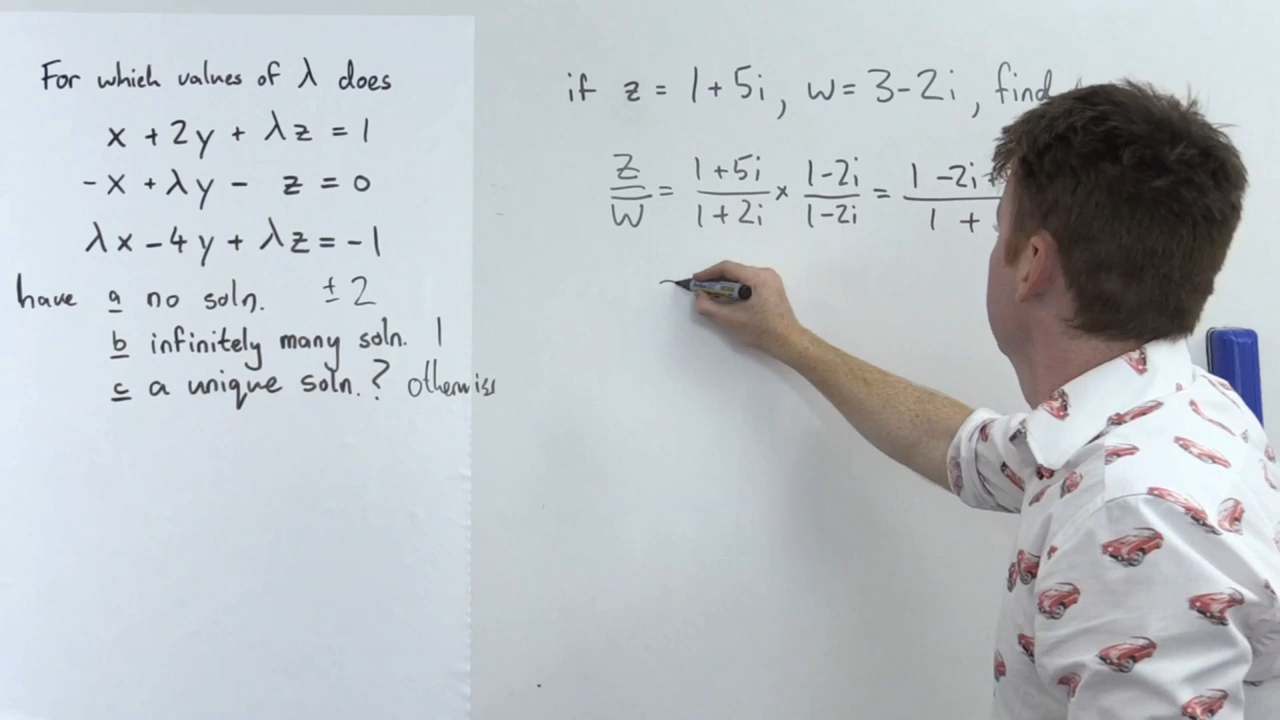 For which values of λ does
x + 2y + λz = 1
-x + λy - z = 0
λx - 4y + λz = -1
have a no soln. ± 2
b infinitely many soln. 1
c a unique soln.? otherwise
if z = 1 + 5i, w = 3 - 2i, find
z/w = (1 + 5i)/(1 + 2i) × (1 - 2i)/(1 - 2i) = (1 - 2i +)/(1 +